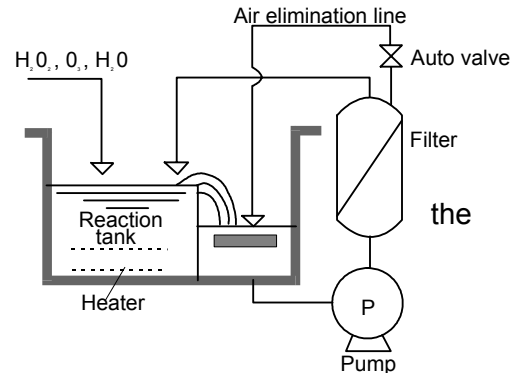 Air elimination line
H₂O₂, O₃, H₂O
Auto valve
Filter
the
Reaction
tank
Heater
P
Pump